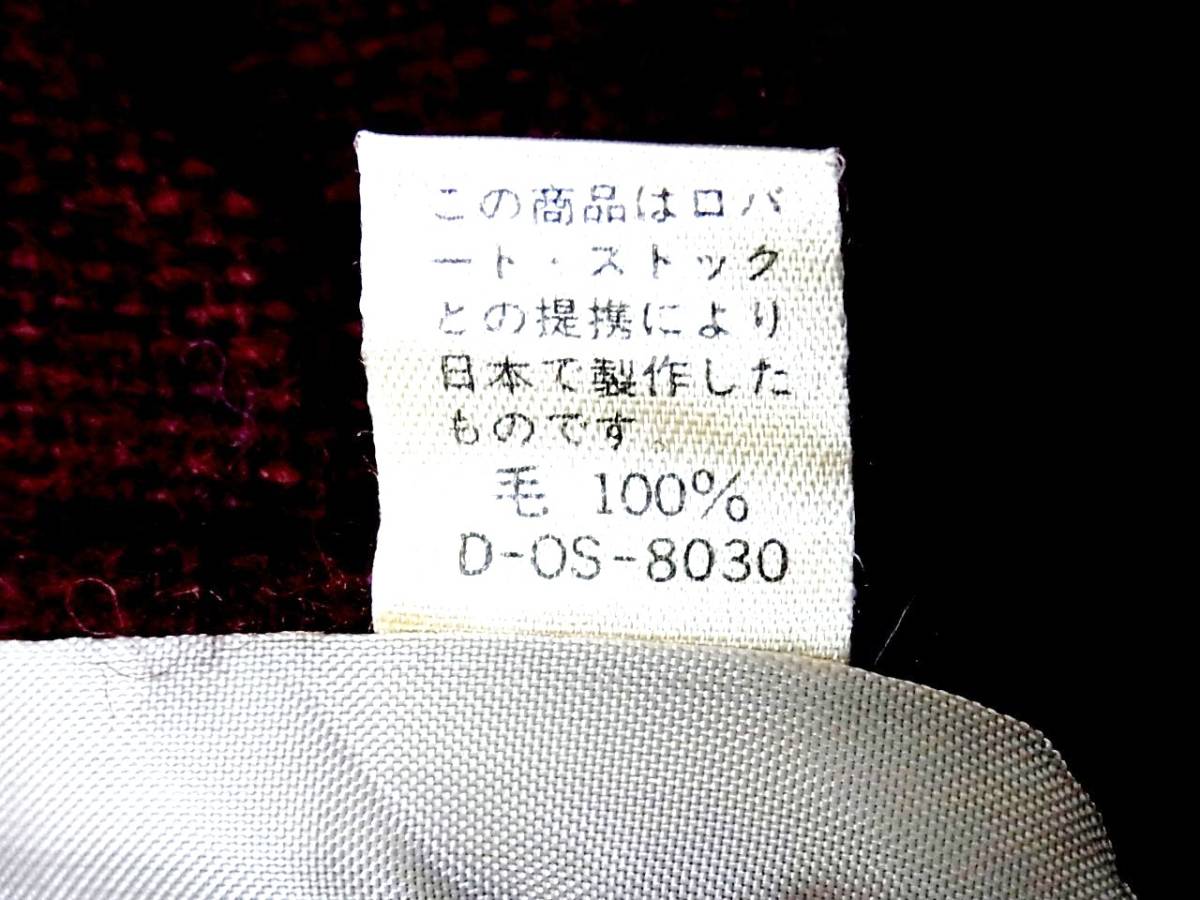 この商品はロバ
ート・ストック
との提携により
日本で製作した
ものです。
毛 100%
D-OS-8030